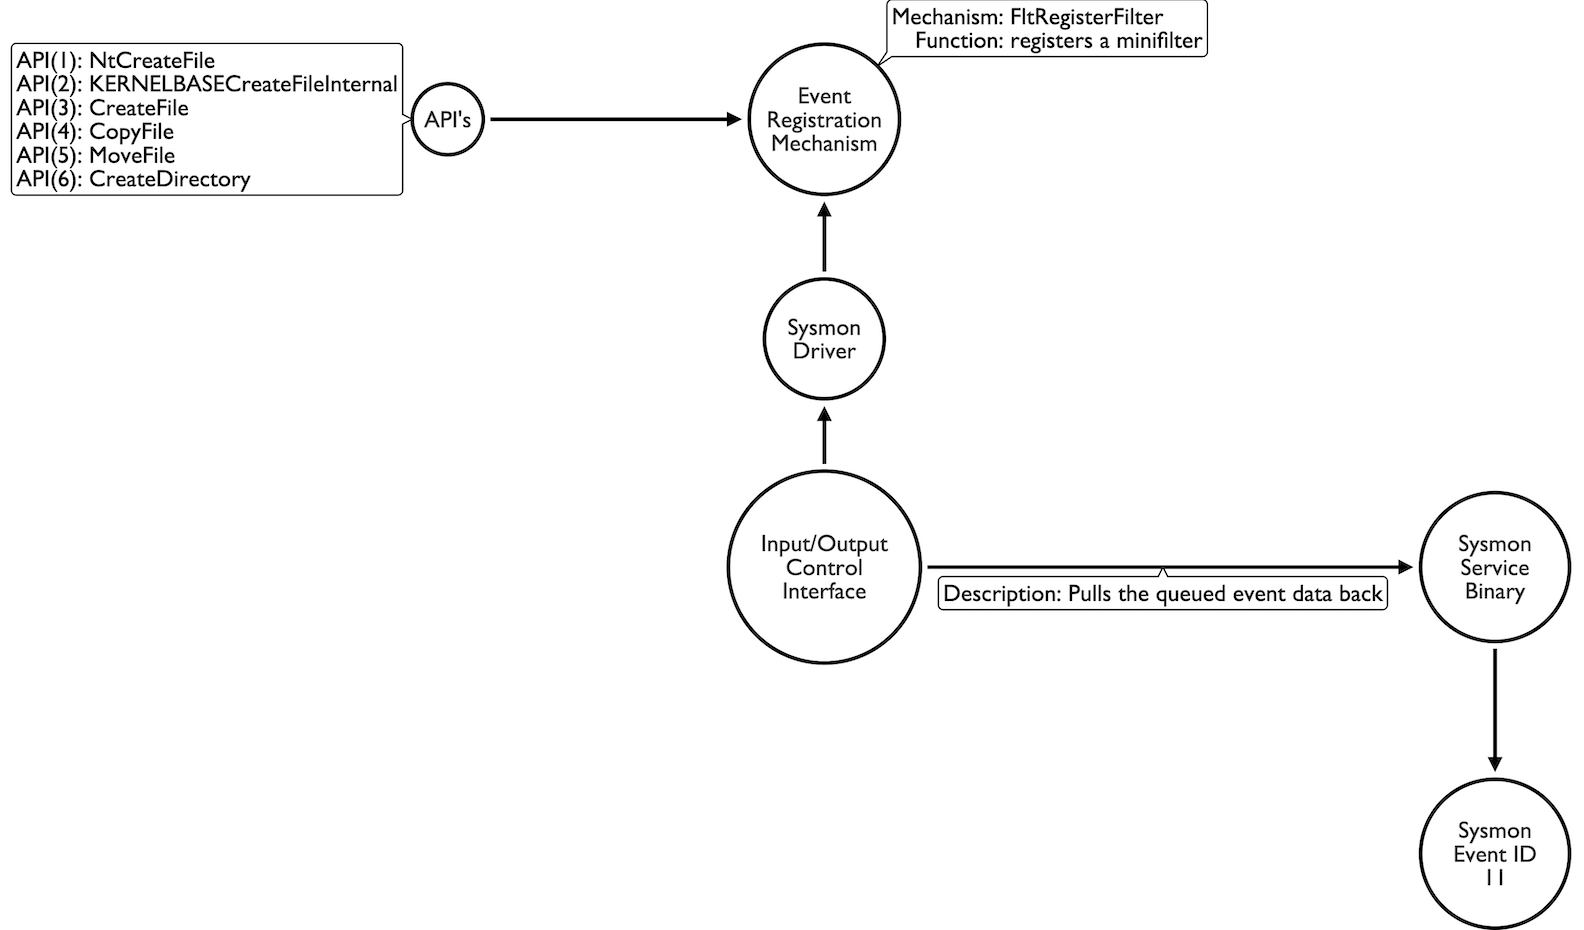 Mechanism: FltRegisterFilter
Function: registers a minifilter
API(1): NtCreateFile
API(2): KERNELBASECreateFileInternal
API(3): CreateFile
API(4): CopyFile
API(5): MoveFile
API(6): CreateDirectory
API's
Event
Registration
Mechanism
Sysmon
Driver
Input/Output
Control
Interface
Description: Pulls the queued event data back
Sysmon
Service
Binary
Sysmon
Event ID
11